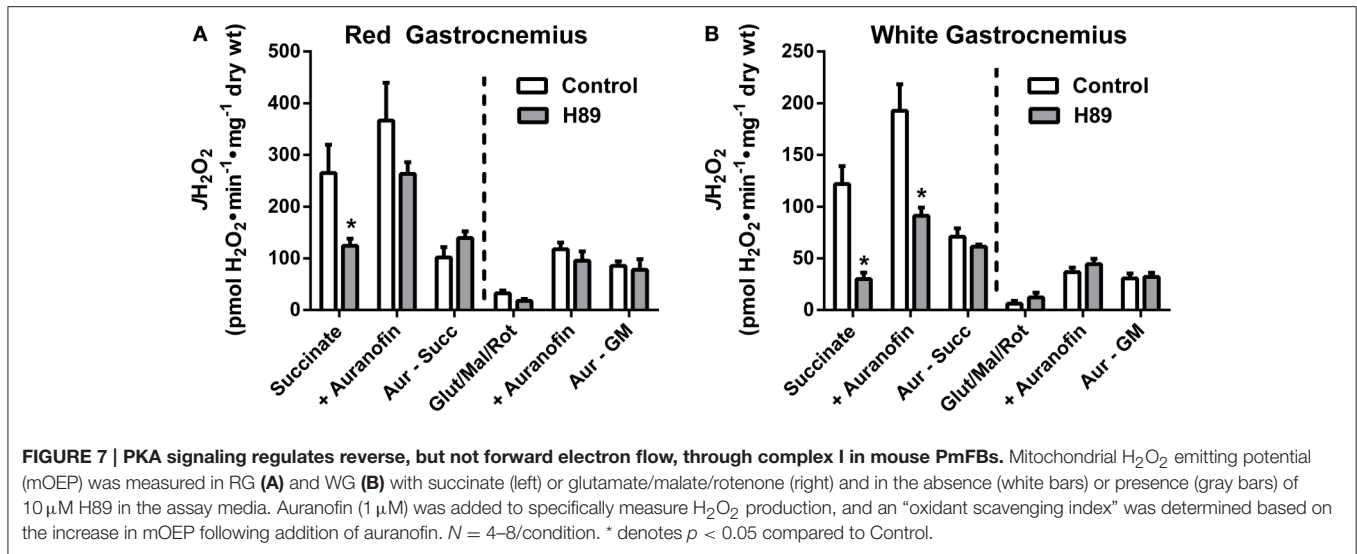 A
Red Gastrocnemius
JH2O2
(pmol H2O2•min-1•mg-1 dry wt)
500
400
300
200
100
0
Control
H89
*
Succinate
+ Auranofin
Aur - Succ
Glut/Mal/Rot
+ Auranofin
Aur - GM
B
White Gastrocnemius
JH2O2
(pmol H2O2•min-1•mg-1 dry wt)
250
200
150
100
50
0
Control
H89
*
*
Succinate
+ Auranofin
Aur - Succ
Glut/Mal/Rot
+ Auranofin
Aur - GM
FIGURE 7 | PKA signaling regulates reverse, but not forward electron flow, through complex I in mouse PmFBs. Mitochondrial H2O2 emitting potential
(mOEP) was measured in RG (A) and WG (B) with succinate (left) or glutamate/malate/rotenone (right) and in the absence (white bars) or presence (gray bars) of
10 µM H89 in the assay media. Auranofin (1 µM) was added to specifically measure H2O2 production, and an “oxidant scavenging index” was determined based on
the increase in mOEP following addition of auranofin. N = 4–8/condition. * denotes p < 0.05 compared to Control.